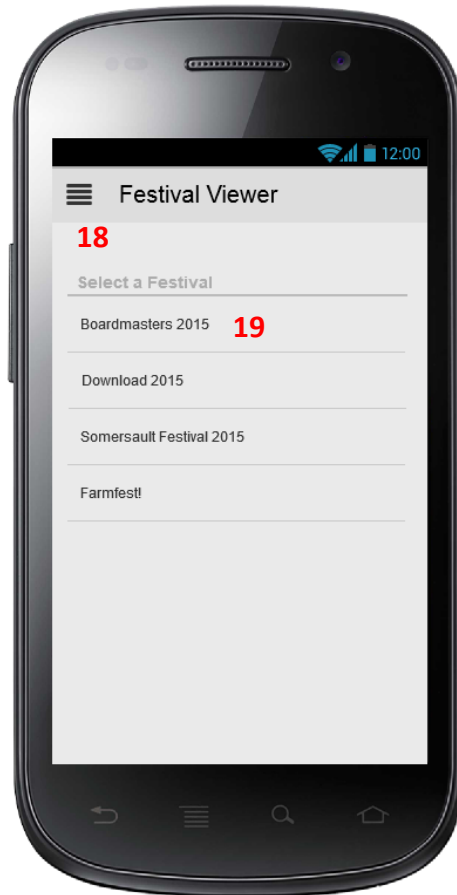 12:00
Festival Viewer
18
Select a Festival
Boardmasters 2015 19
Download 2015
Somersault Festival 2015
Farmfest!